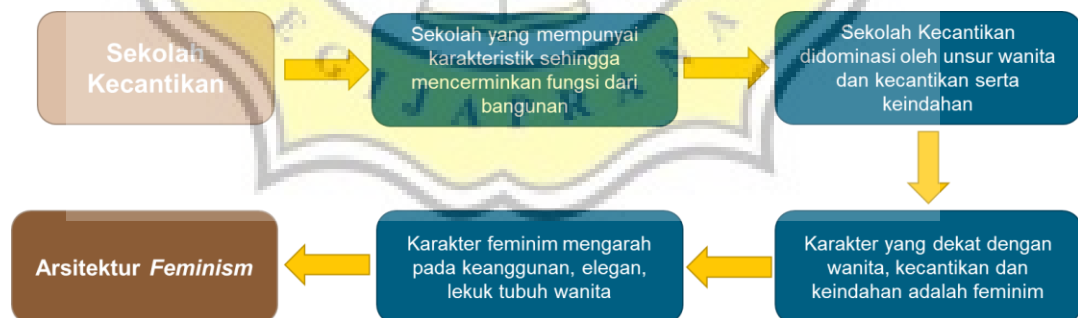 Sekolah
Kecantikan
Sekolah yang mempunyai
karakteristik sehingga
mencerminkan fungsi dari
bangunan
Sekolah Kecantikan
didominasi oleh unsur wanita
dan kecantikan serta
keindahan
Karakter yang dekat dengan
wanita, kecantikan dan
keindahan adalah feminim
Karakter feminim mengarah
pada keanggunan, elegan,
lekuk tubuh wanita
Arsitektur Feminism